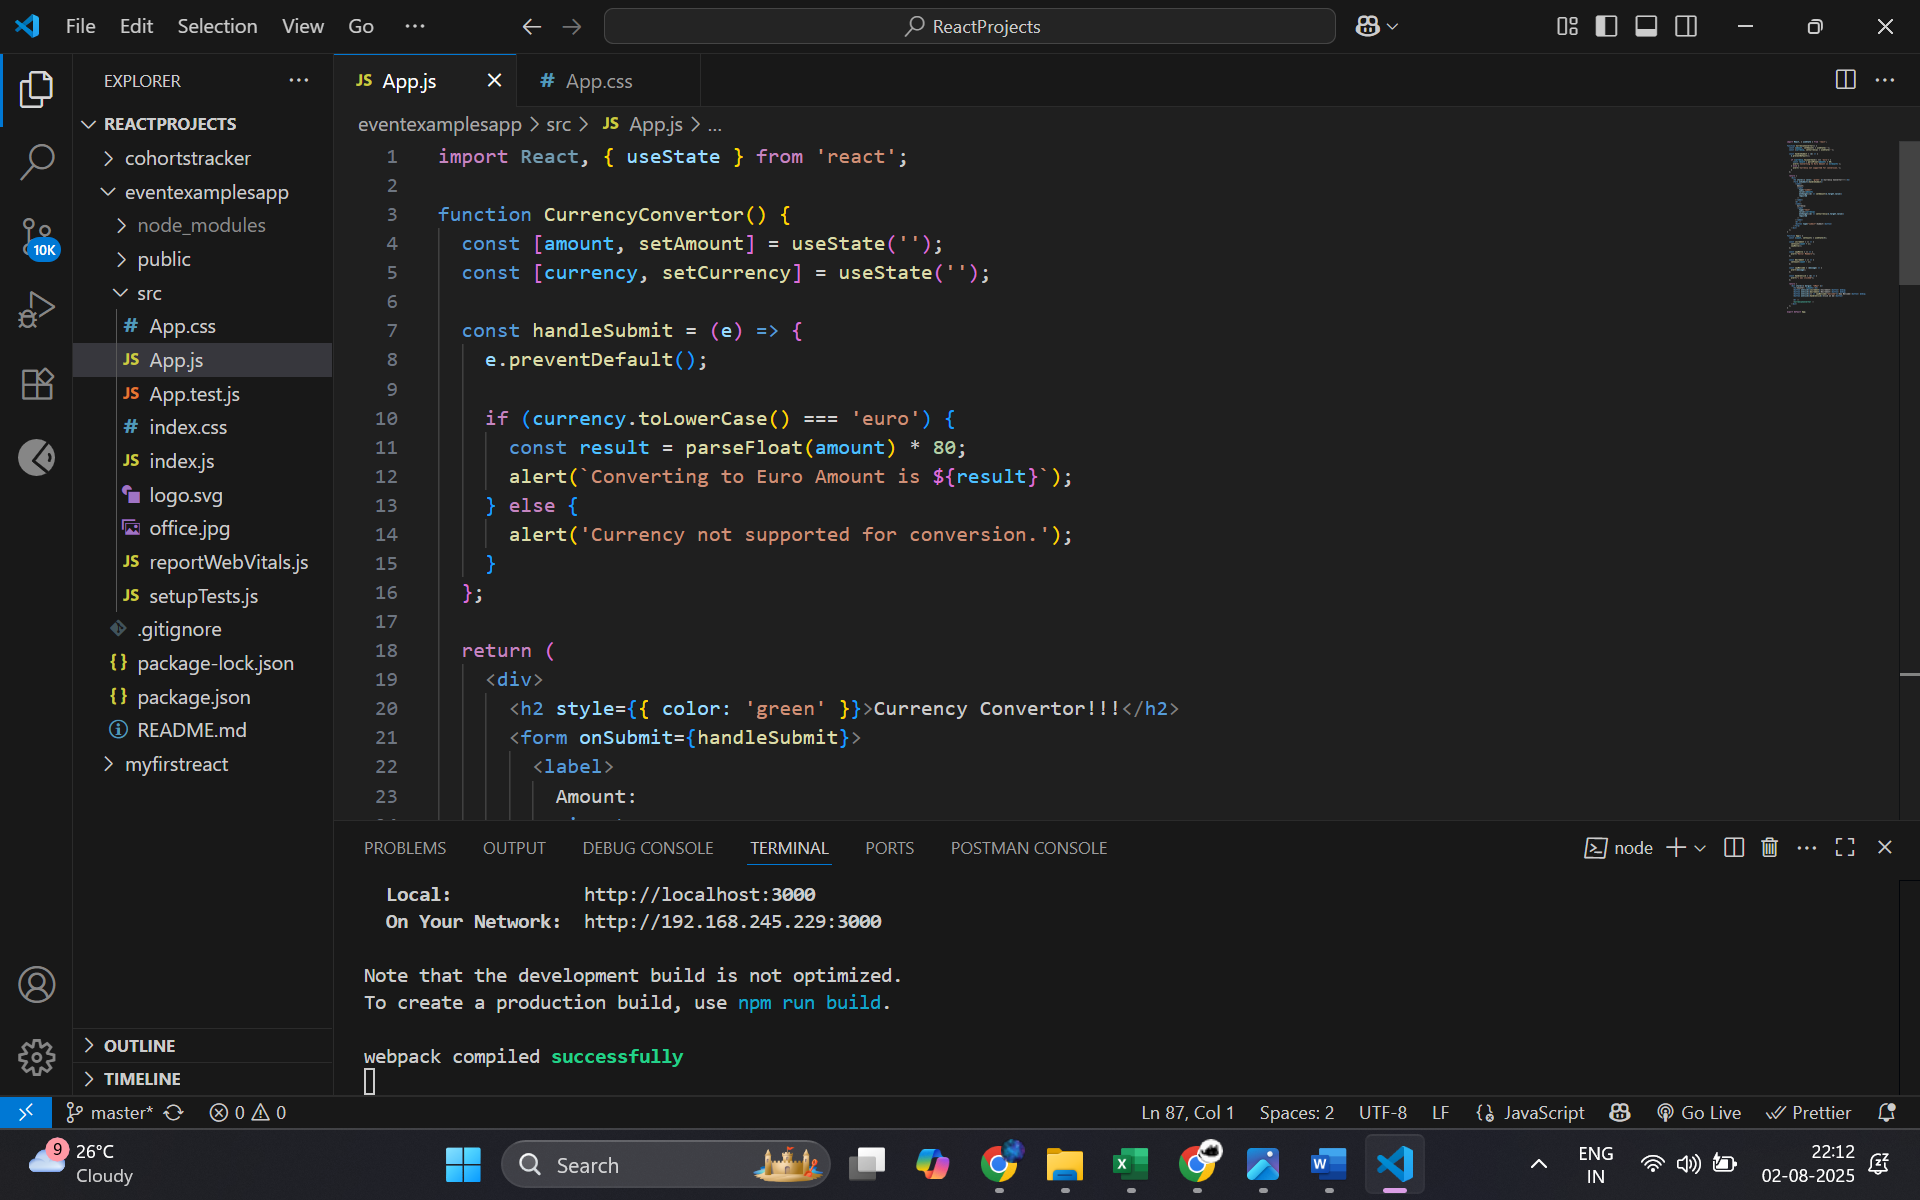 File Edit Selection View Go ReactProjects
EXPLORER
REACTPROJECTS
cohortstracker
eventexamplesapp
node_modules
public
src
# App.css
JS App.js
JS App.test.js
# index.css
JS index.js
logo.svg
office.jpg
JS reportWebVitals.js
JS setupTests.js
.gitignore
{} package-lock.json
{} package.json
README.md
myfirstreact
OUTLINE
TIMELINE
10K
JS App.js # App.css
eventexamplesapp > src > JS App.js > ...
1 import React, { useState } from 'react';
2
3 function CurrencyConvertor() {
4 const [amount, setAmount] = useState('');
5 const [currency, setCurrency] = useState('');
6
7 const handleSubmit = (e) => {
8 e.preventDefault();
9
10 if (currency.toLowerCase() === 'euro') {
11 const result = parseFloat(amount) * 80;
12 alert(`Converting to Euro Amount is ${result}`);
13 } else {
14 alert('Currency not supported for conversion.');
15 }
16 };
17
18 return (
19 <div>
20 <h2 style={{ color: 'green' }}>Currency Convertor!!!</h2>
21 <form onSubmit={handleSubmit}>
22 <label>
23 Amount:
PROBLEMS OUTPUT DEBUG CONSOLE TERMINAL PORTS POSTMAN CONSOLE node
Local: http://localhost:3000
On Your Network: http://192.168.245.229:3000
Note that the development build is not optimized.
To create a production build, use npm run build.
webpack compiled successfully
master* 0 0 Ln 87, Col 1 Spaces: 2 UTF-8 LF {} JavaScript Go Live Prettier
9 26°C
Cloudy
Search
ENG
IN
22:12
02-08-2025